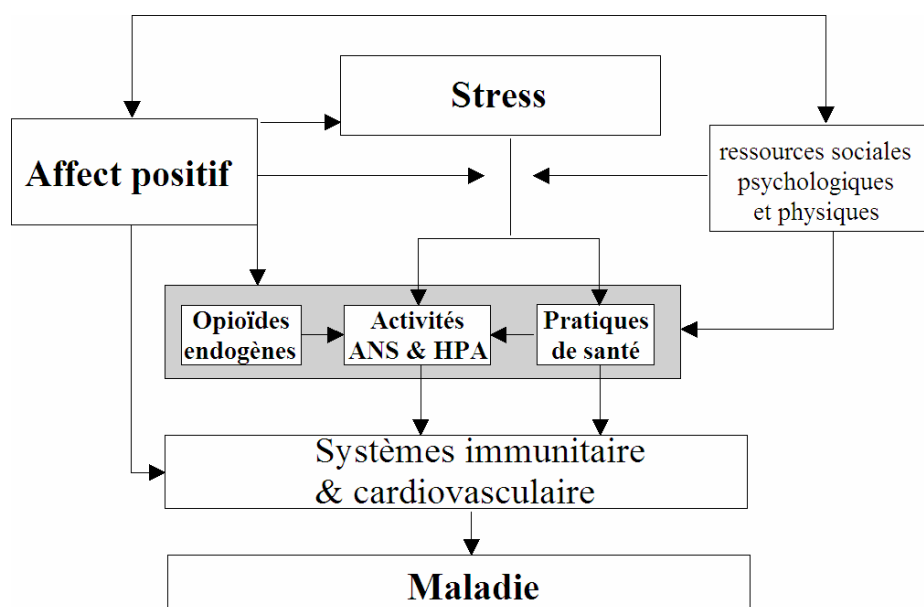 Stress
Affect positif
ressources sociales
psychologiques
et physiques
Opioïdes
endogènes
Activités
ANS & HPA
Pratiques
de santé
Systèmes immunitaire
& cardiovasculaire
Maladie